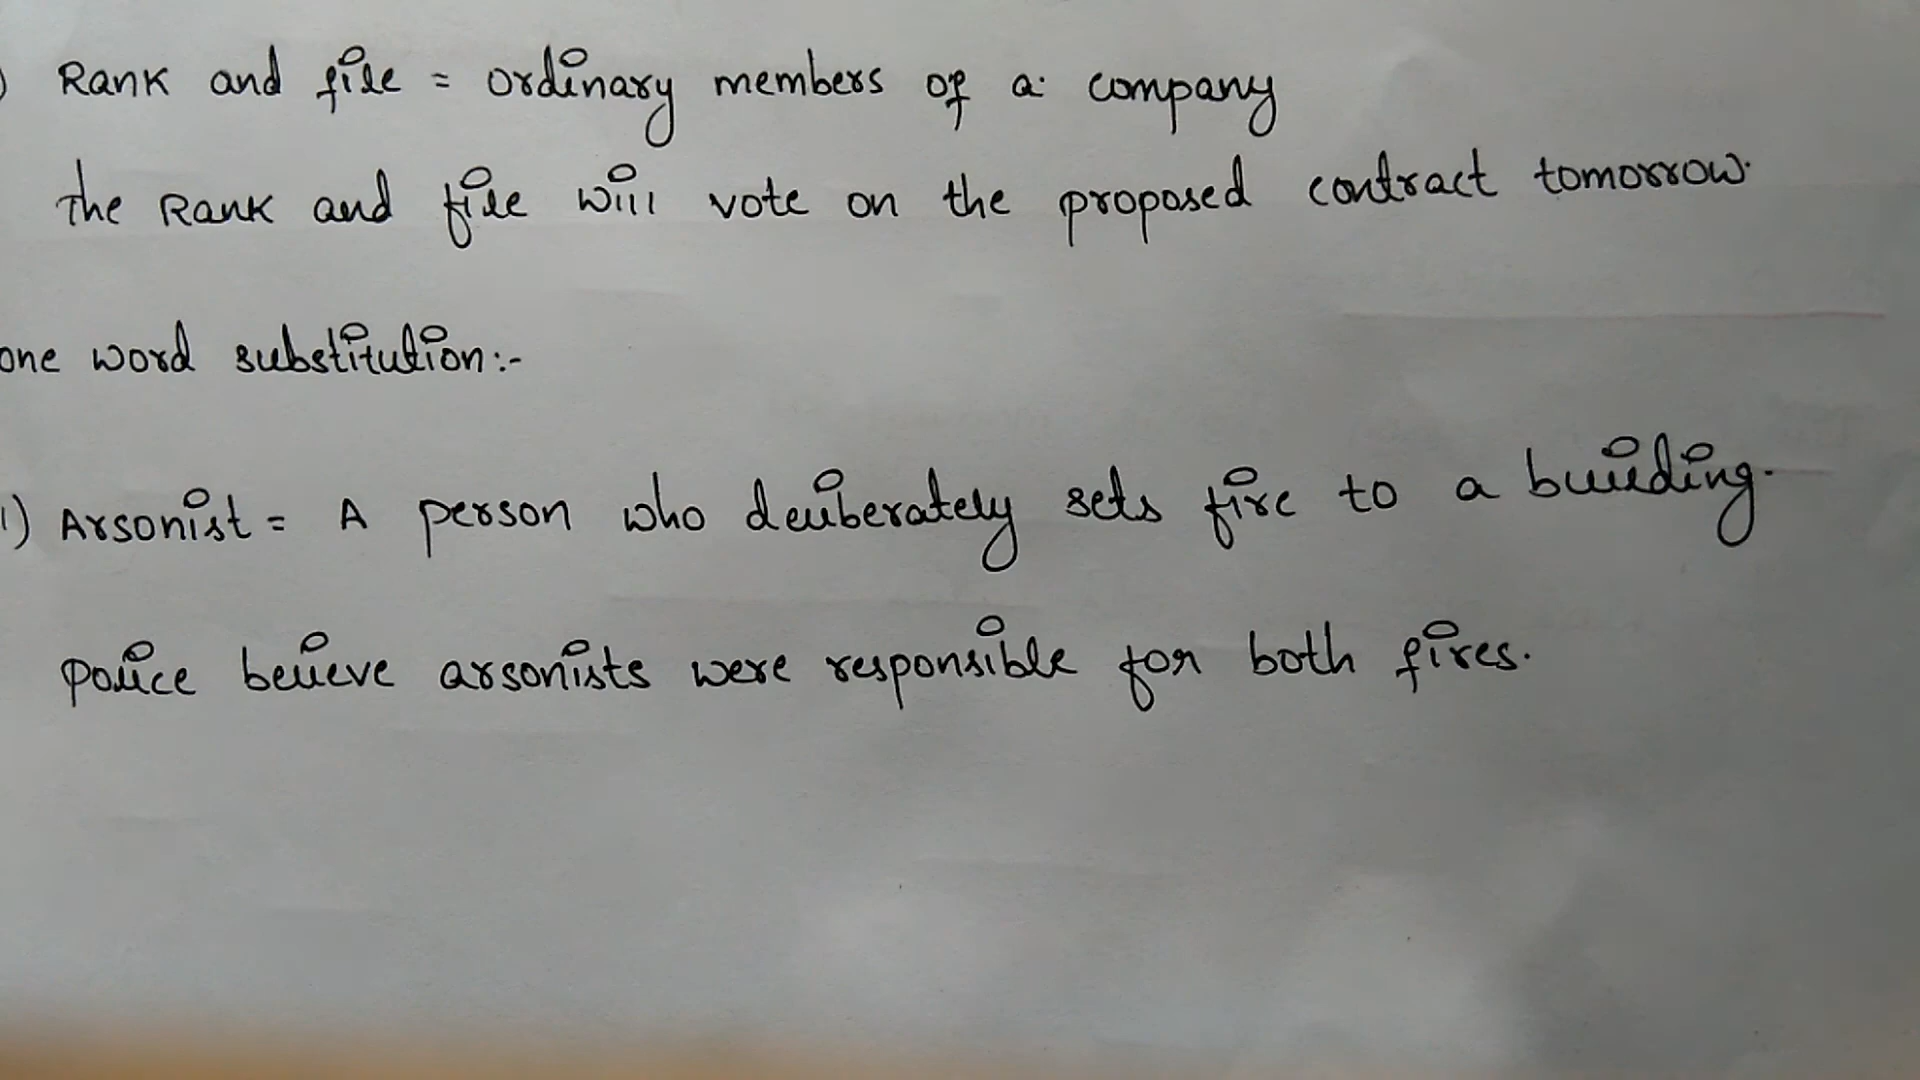 ) Rank and file = ordinary members of a company
The Rank and file will vote on the proposed contract tomorrow.
one word substitution:-
1) Arsonist = A person who deliberately sets fire to a building.
Police believe arsonists were responsible for both fires.